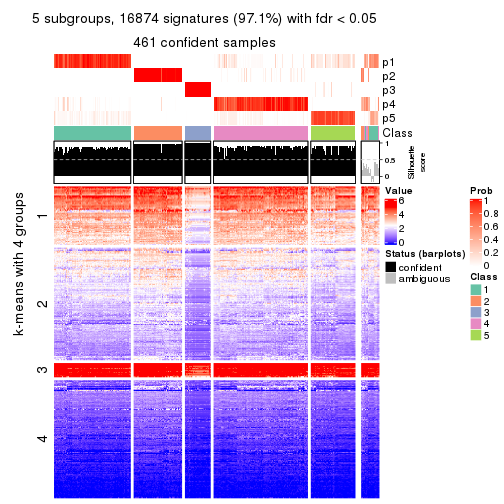 5 subgroups, 16874 signatures (97.1%) with fdr < 0.05
461 confident samples
p1
p2
p3
p4
p5
Class
1
0.5
0
Silhouette
score
k-means with 4 groups
1
2
3
4
Value
6
4
2
0
Status (barplots)
confident
ambiguous
Prob
1
0.8
0.6
0.4
0.2
0
Class
1
2
3
4
5